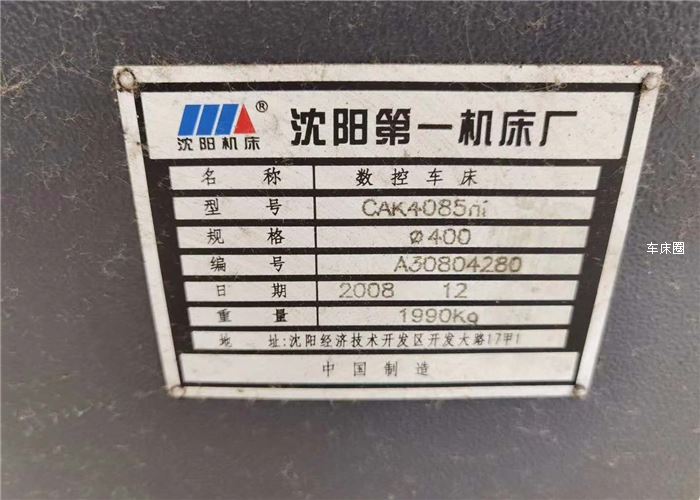 沈阳机床® 沈阳第一机床厂
名 称 数控车床
型 号 CAK4085ni
规 格 ø400
编 号 A30804280
日 期 2008 12
重 量 1990Kg
地 址:沈阳经济技术开发区开发大路17甲1
中国制造
车床圈